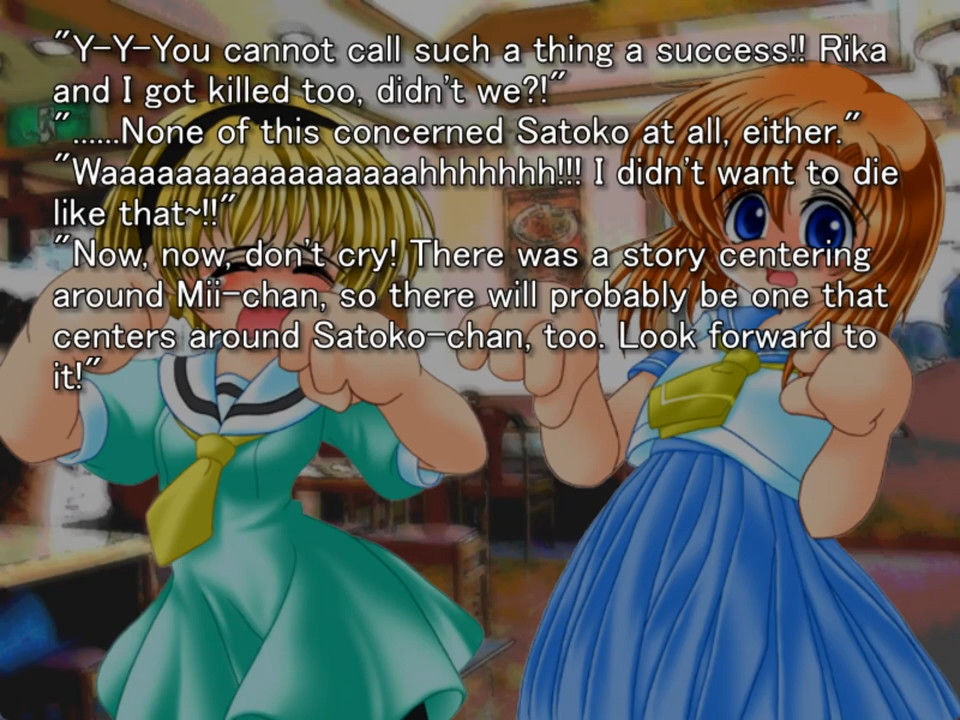 "Y-Y-You cannot call such a thing a success!! Rika
and I got killed too, didn't we?!"
"......None of this concerned Satoko at all, either."
"Waaaaaaaaaaaaaaaaaahhhhhhh!!! I didn't want to die
like that~!!"
"Now, now, don't cry! There was a story centering
around Mii-chan, so there will probably be one that
centers around Satoko-chan, too. Look forward to
it!"